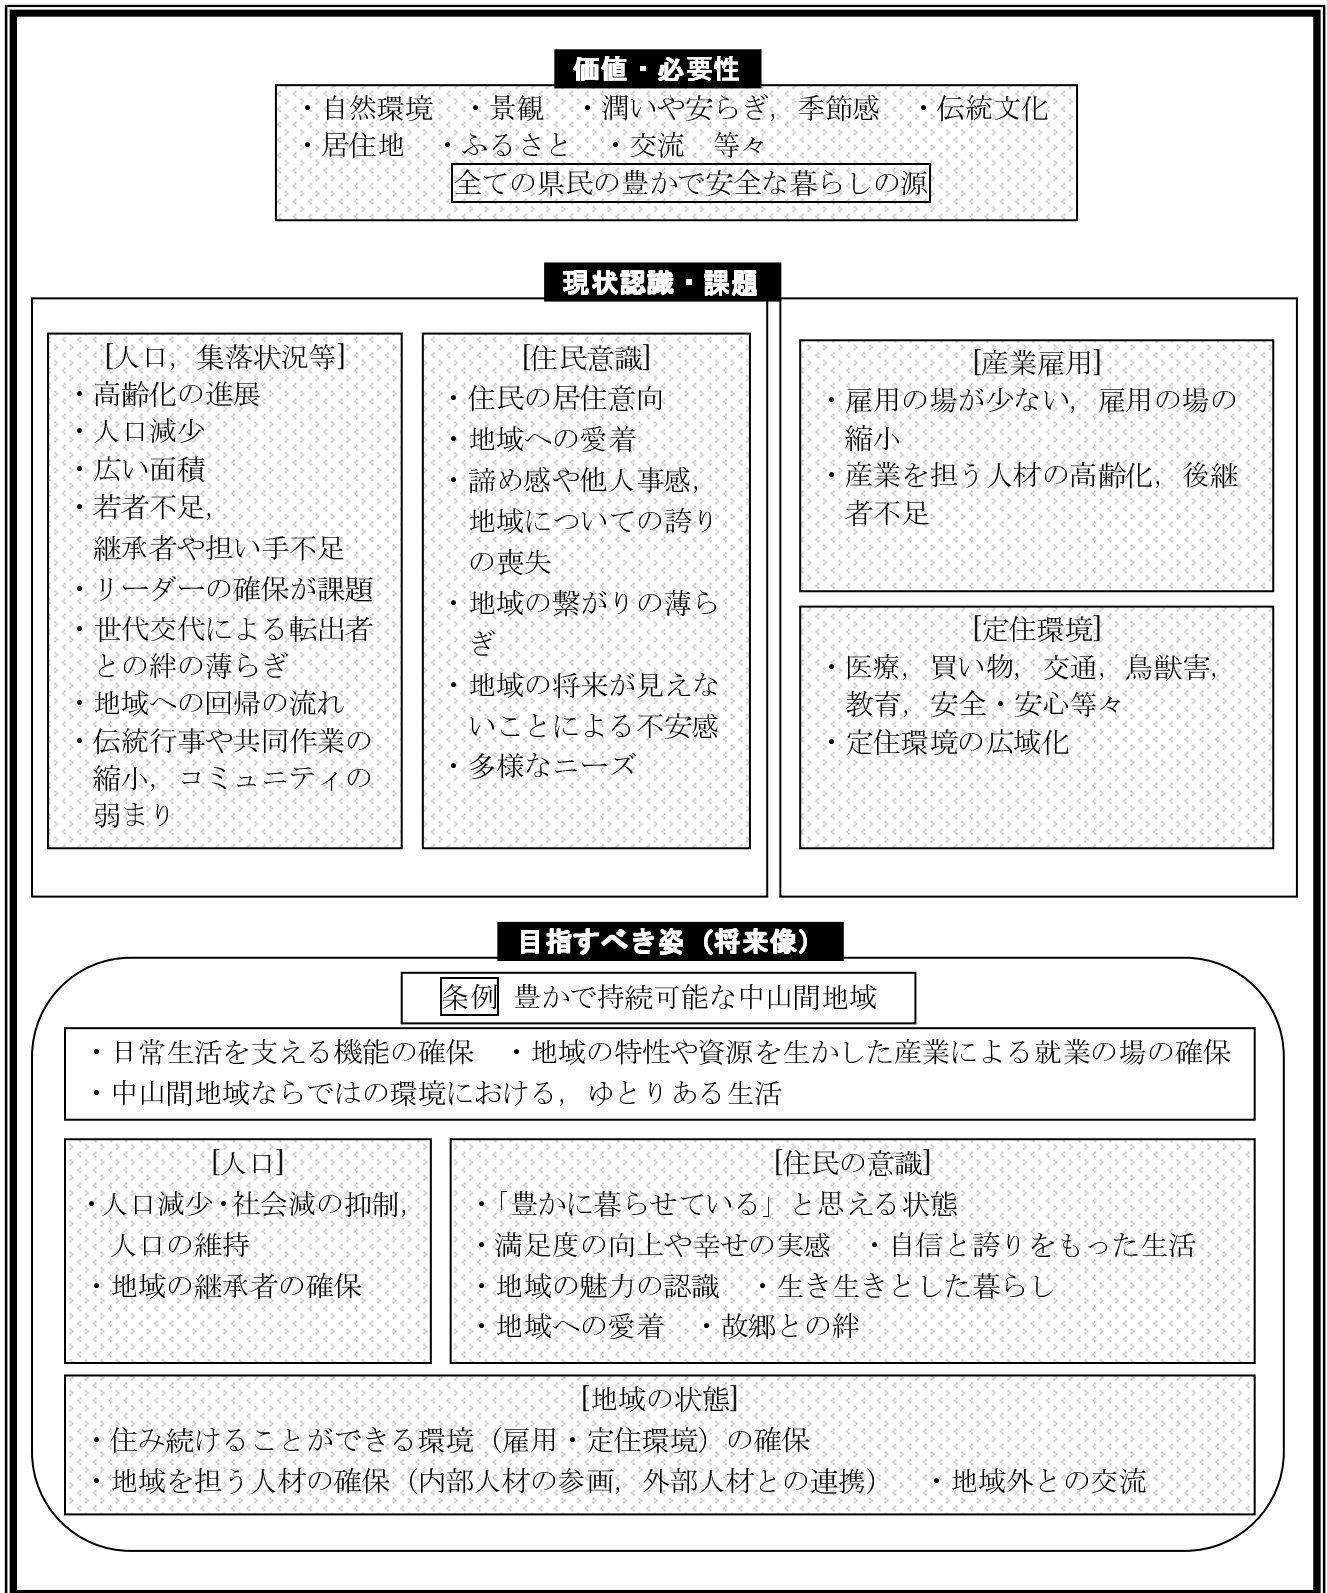 価値・必要性
・自然環境　・景観　・潤いや安らぎ，季節感　・伝統文化
・居住地　・ふるさと　・交流　等々
全ての県民の豊かで安全な暮らしの源
現状認識・課題
[人口，集落状況等]
・高齢化の進展
・人口減少
・広い面積
・若者不足，
継承者や担い手不足
・リーダーの確保が課題
・世代交代による転出者
との絆の薄らぎ
・地域への回帰の流れ
・伝統行事や共同作業の
縮小，コミュニティの
弱まり
[住民意識]
・住民の居住意向
・地域への愛着
・諦め感や他人事感，
地域についての誇り
の喪失
・地域の繋がりの薄ら
ぎ
・地域の将来が見えな
いことによる不安感
・多様なニーズ
[産業雇用]
・雇用の場が少ない，雇用の場の
縮小
・産業を担う人材の高齢化，後継
者不足
[定住環境]
・医療，買い物，交通，鳥獣害，
教育，安全・安心等々
・定住環境の広域化
目指すべき姿（将来像）
条例 豊かで持続可能な中山間地域
・日常生活を支える機能の確保　・地域の特性や資源を生かした産業による就業の場の確保
・中山間地域ならではの環境における，ゆとりある生活
[人口]
・人口減少・社会減の抑制，
人口の維持
・地域の継承者の確保
[住民の意識]
・「豊かに暮らせている」と思える状態
・満足度の向上や幸せの実感　・自信と誇りをもった生活
・地域の魅力の認識　・生き生きとした暮らし
・地域への愛着　・故郷との絆
[地域の状態]
・住み続けることができる環境（雇用・定住環境）の確保
・地域を担う人材の確保（内部人材の参画，外部人材との連携）　・地域外との交流